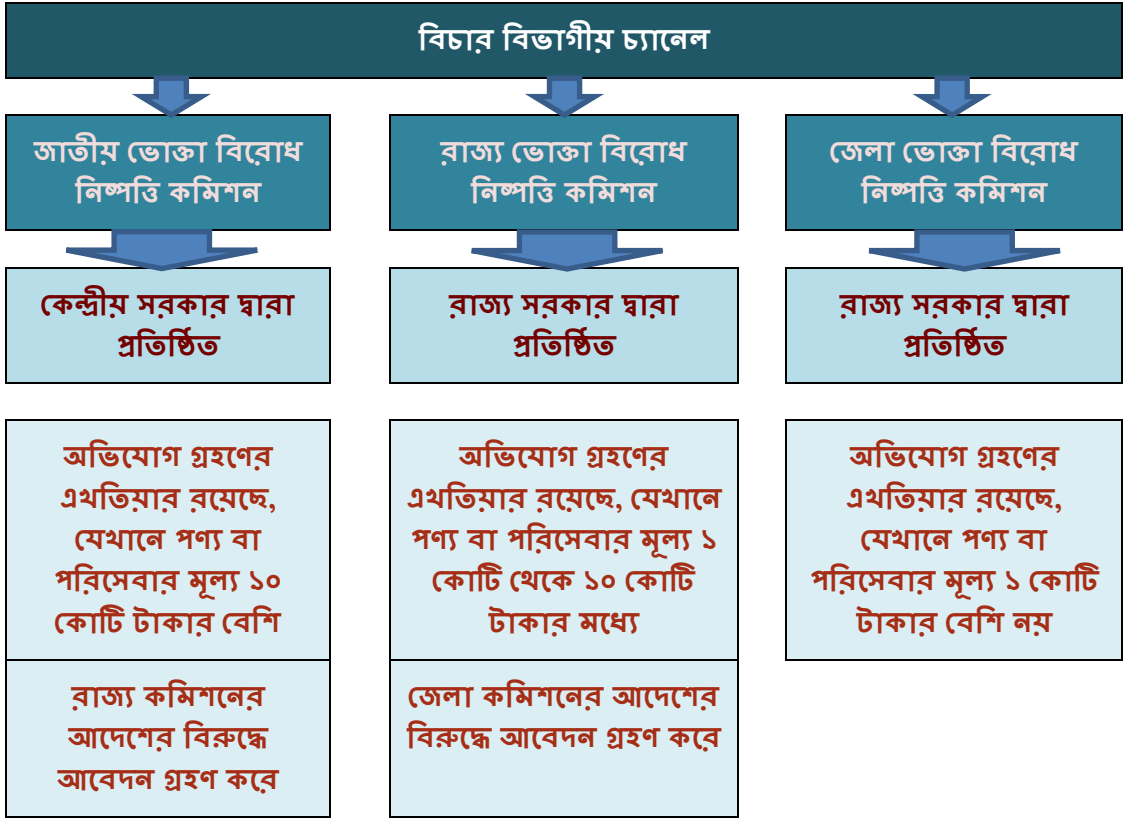 বিচার বিভাগীয় চ্যানেল
জাতীয় ভোক্তা বিরোধ
নিষ্পত্তি কমিশন
কেন্দ্রীয় সরকার দ্বারা
প্রতিষ্ঠিত
অভিযোগ গ্রহণের
এখতিয়ার রয়েছে,
যেখানে পণ্য বা
পরিসেবার মূল্য ১০
কোটি টাকার বেশি
রাজ্য কমিশনের
আদেশের বিরুদ্ধে
আবেদন গ্রহণ করে
রাজ্য ভোক্তা বিরোধ
নিষ্পত্তি কমিশন
রাজ্য সরকার দ্বারা
প্রতিষ্ঠিত
অভিযোগ গ্রহণের
এখতিয়ার রয়েছে, যেখানে
পণ্য বা পরিসেবার মূল্য ১
কোটি থেকে ১০ কোটি
টাকার মধ্যে
জেলা কমিশনের আদেশের
বিরুদ্ধে আবেদন গ্রহণ করে
জেলা ভোক্তা বিরোধ
নিষ্পত্তি কমিশন
রাজ্য সরকার দ্বারা
প্রতিষ্ঠিত
অভিযোগ গ্রহণের
এখতিয়ার রয়েছে,
যেখানে পণ্য বা
পরিসেবার মূল্য ১ কোটি
টাকার বেশি নয়